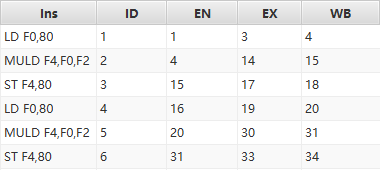 Ins ID EN EX WB
LD F0,80 1 1 3 4
MULD F4,F0,F2 2 4 14 15
ST F4,80 3 15 17 18
LD F0,80 4 16 19 20
MULD F4,F0,F2 5 20 30 31
ST F4,80 6 31 33 34